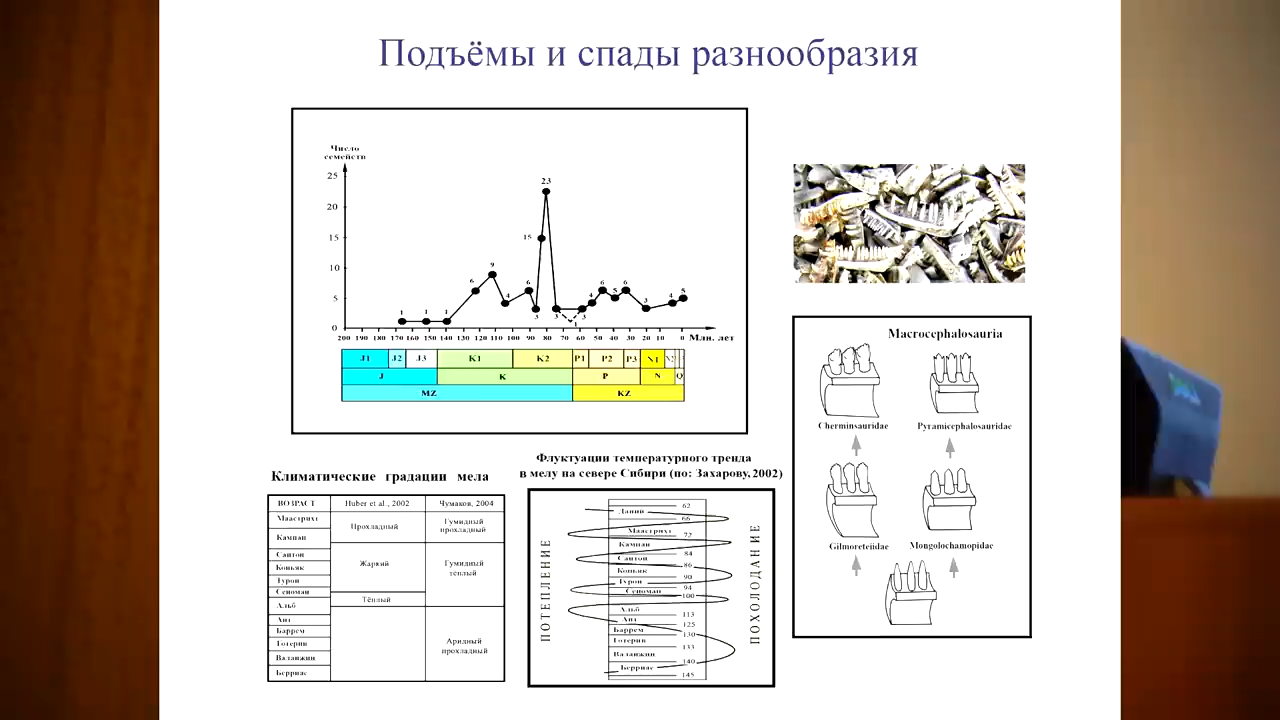 Подъёмы и спады разнообразия
Число
семейств
25
20
15
10
5
0
1 1 1 6 9 4 6 3 15 23 3 3 4 6 5 6 3 4 5
200 190 180 170 160 150 140 130 120 110 100 90 80 70 60 50 40 30 20 10 0 Млн. лет
J1 J2 J3 K1 K2 P1 P2 P3 N1
J K P N Q
MZ KZ
Macrocephalosauria
Cherminsauridae Pyramicephalosauridae
Gilmoreteiidae Mongolochamopidae
Климатические градации мела
ВОЗРАСТ Huber et al., 2002 Чумаков, 2004
Маастрихт
Кампан
Сантон
Коньяк
Турон
Сеноман
Альб
Апт
Баррем
Готерив
Валанжин
Берриас
Прохладный
Жаркий
Тёплый
Гумидный
прохладный
Гумидный
тёплый
Аридный
прохладный
Флуктуации температурного тренда
в мелу на севере Сибири (по: Захарову, 2002)
ПОТЕПЛЕНИЕ
62
Даний
66
Маастрихт
72
Кампан
84
Сантон
86
Коньяк
90
Турон
94
Сеноман
100
Альб
113
Апт
125
Баррем
130
Готерив
133
Валанжин
140
Берриас
145
ПОХОЛОДАНИЕ